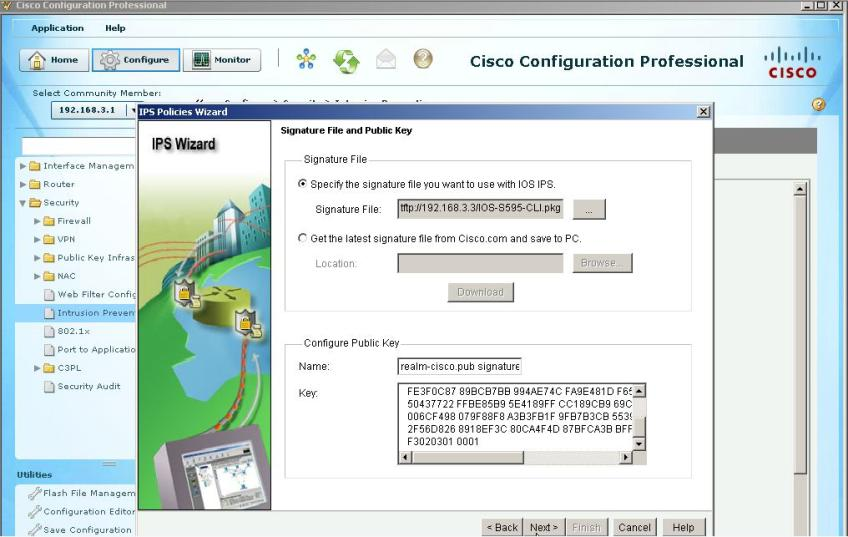 Cisco Configuration Professional
Application Help
Home Configure Monitor
Cisco Configuration Professional
CISCO
Select Community Member:
192.168.3.1
IPS Policies Wizard
IPS Wizard
Signature File and Public Key
Signature File
Specify the signature file you want to use with IOS IPS.
Signature File: tftp://192.168.3.3/IOS-S595-CLI.pkg ...
Get the latest signature file from Cisco.com and save to PC.
Location: Browse...
Download
Configure Public Key
Name: realm-cisco.pub signature
Key:
FE3F0C87 89BCB7BB 994AE74C FA9E481D F65
50437722 FFBE85B9 5E4189FF CC189CB9 69C
006CF498 079F88F8 A3B3FB1F 9FB7B3CB 5539
2F56D826 8918EF3C 80CA4F4D 87BFCA3B BFF
F3020301 0001
< Back Next > Finish Cancel Help
Interface Managem
Router
Security
Firewall
VPN
Public Key Infras
NAC
Web Filter Config
Intrusion Preven
802.1x
Port to Applicatio
C3PL
Security Audit
Utilities
Flash File Managem
Configuration Editor
Save Configuration